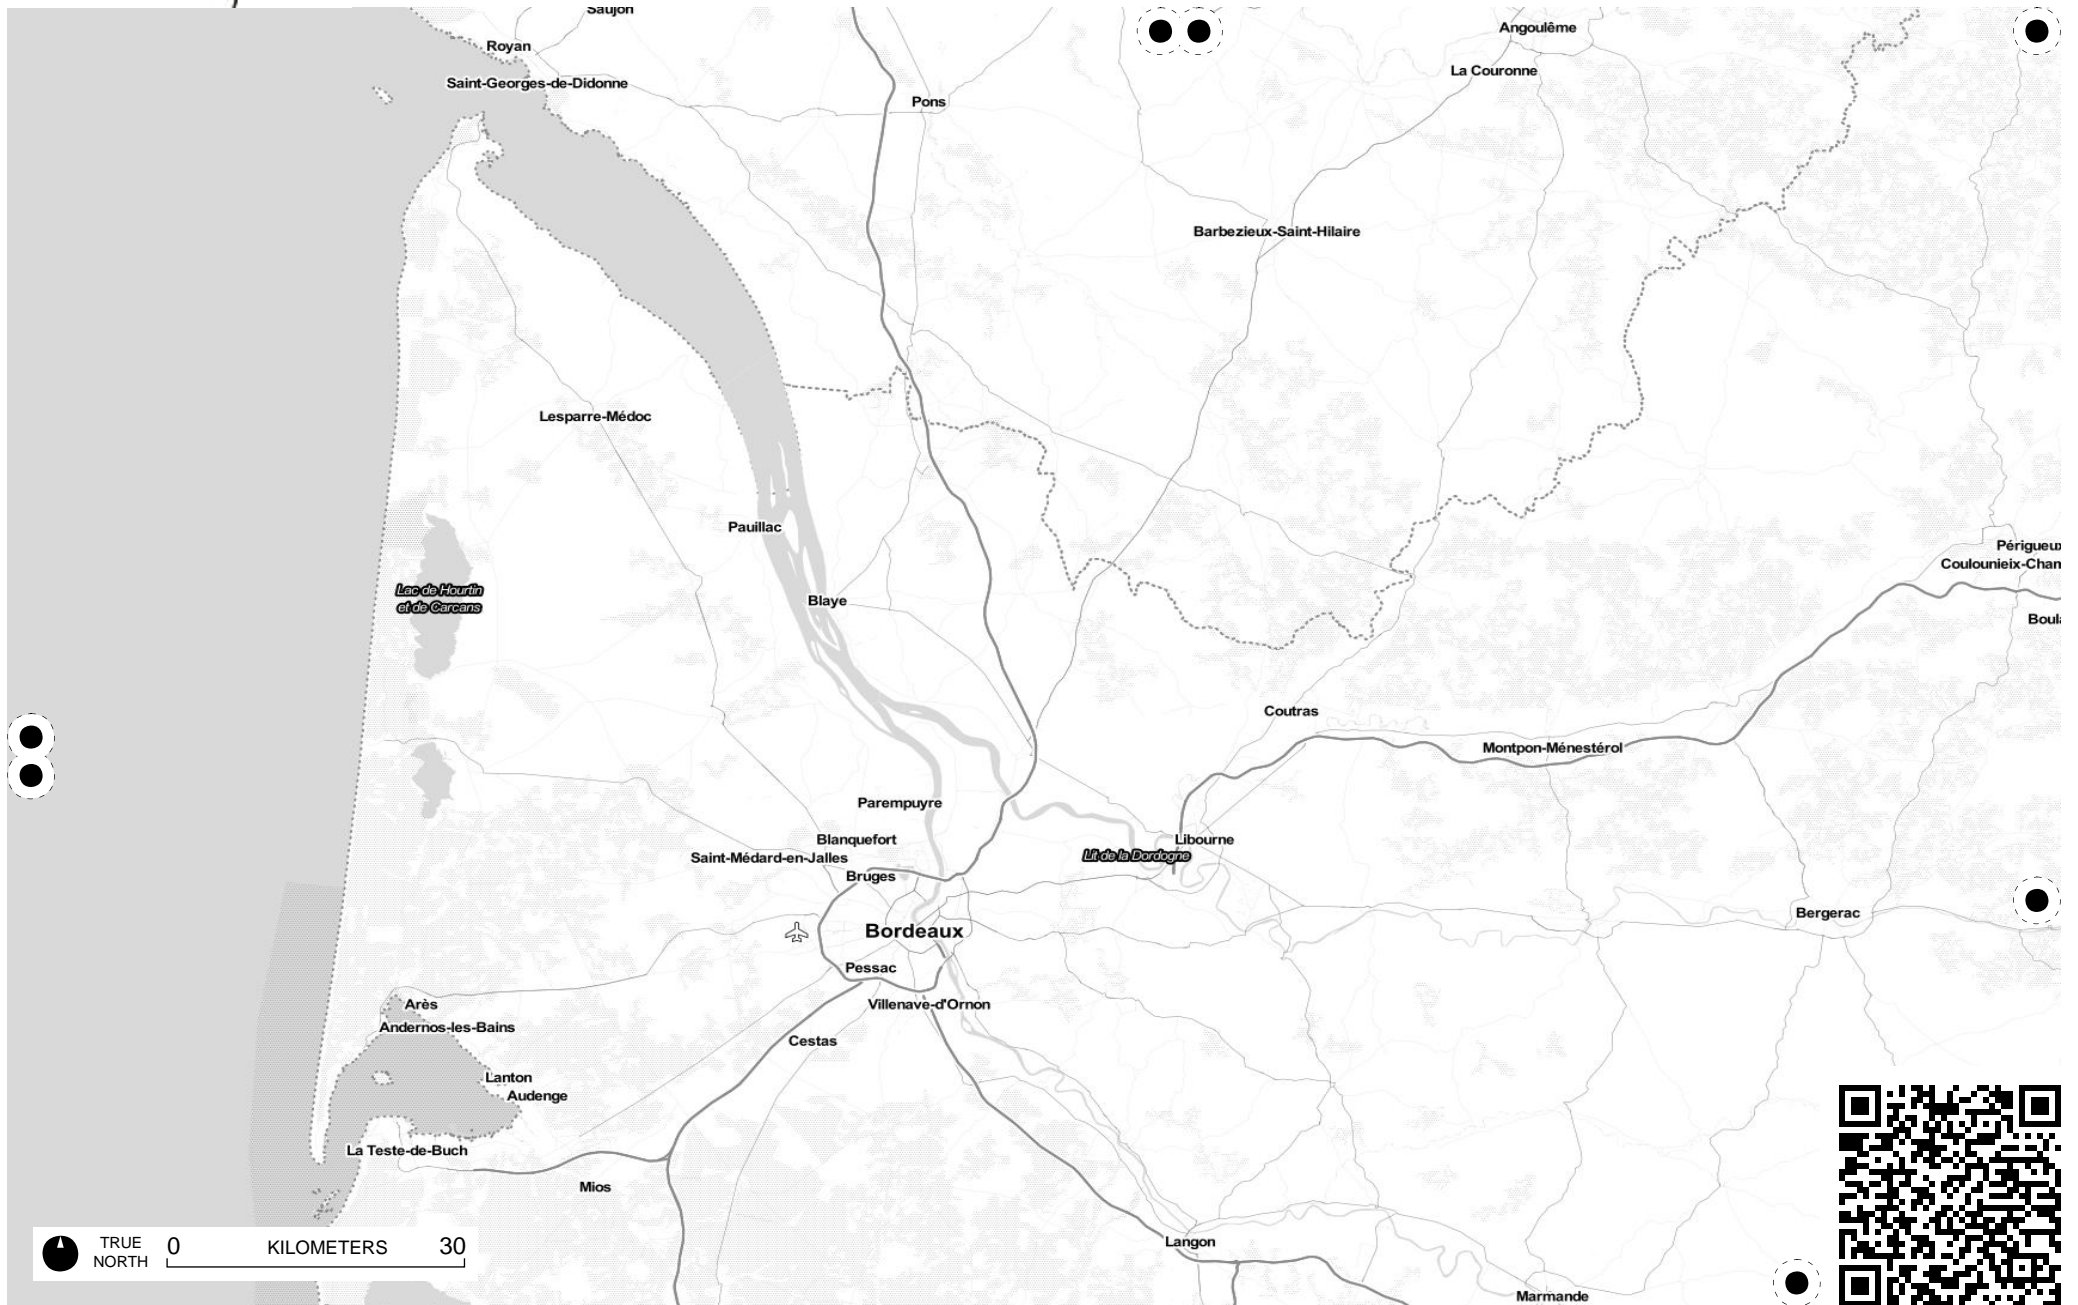 Saujon
Angoulême
Royan
La Couronne
Saint-Georges-de-Didonne
Pons
Barbezieux-Saint-Hilaire
Lesparre-Médoc
Pauillac
Périgueux
Coulounieix-Cham
Lac de Hourtin
et de Carcans
Blaye
Boula
Coutras
Montpon-Ménestérol
Parempuyre
Blanquefort
Libourne
Saint-Médard-en-Jalles
Lit de la Dordogne
Bruges
Bergerac
Bordeaux
Pessac
Arès
Villenave-d'Ornon
Andernos-les-Bains
Cestas
Lanton
Audenge
La Teste-de-Buch
Mios
Langon
TRUE
NORTH
0 KILOMETERS 30
Marmande